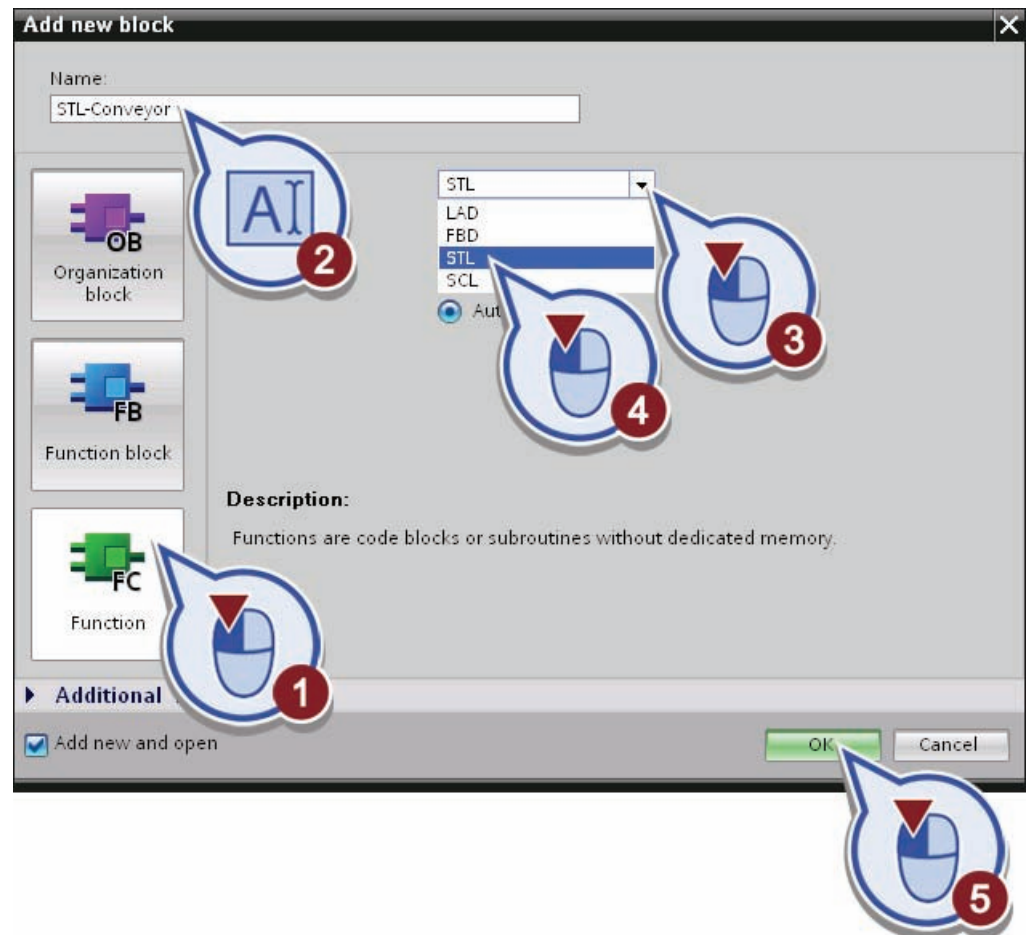 Add new block
Name:
STL-Conveyor
AI
2
STL
LAD
FBD
STL
SCL
3
OB
Organization
block
Aut
4
FB
Function block
Description:
Functions are code blocks or subroutines without dedicated memory.
FC
Function
1
Additional
Add new and open
OK
Cancel
5